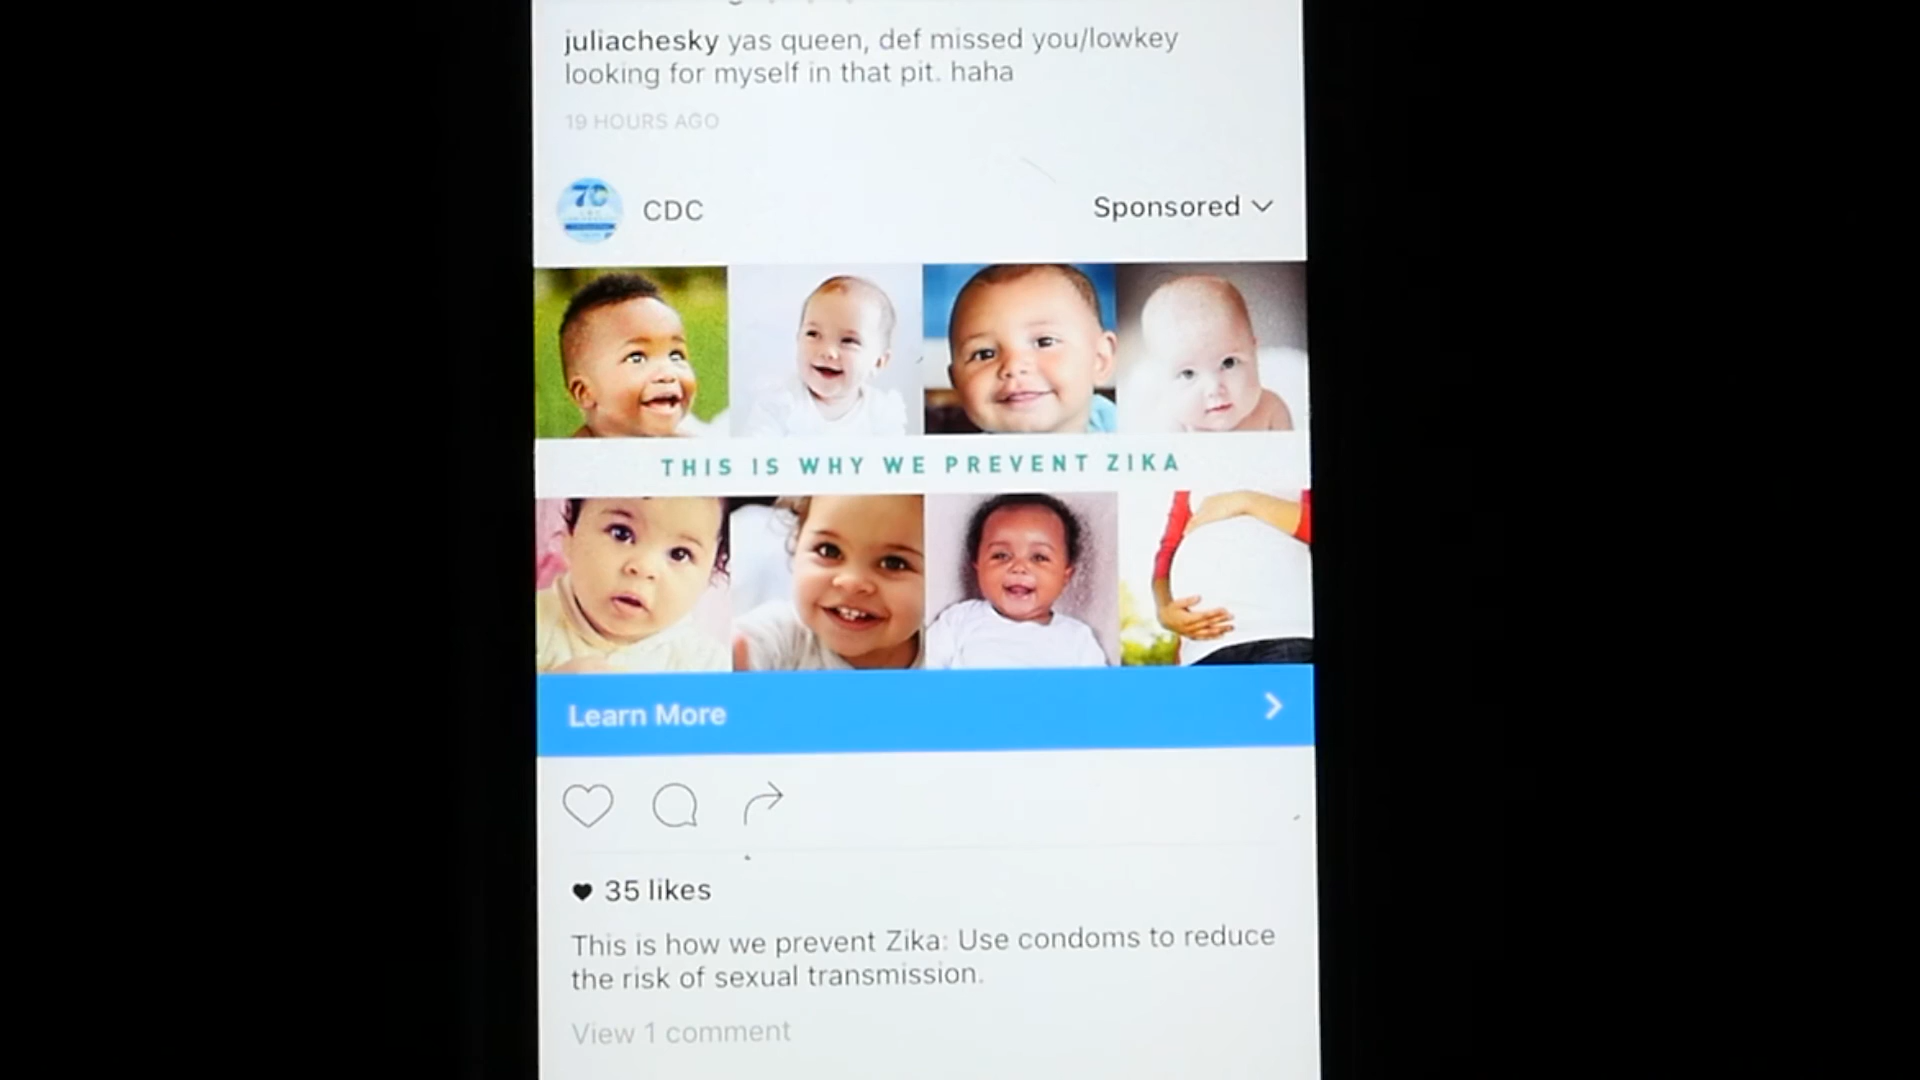 juliachesky yas queen, def missed you/lowkey
looking for myself in that pit. haha
19 HOURS AGO
70
CDC
Sponsored
THIS IS WHY WE PREVENT ZIKA
Learn More
35 likes
This is how we prevent Zika: Use condoms to reduce
the risk of sexual transmission.
View 1 comment